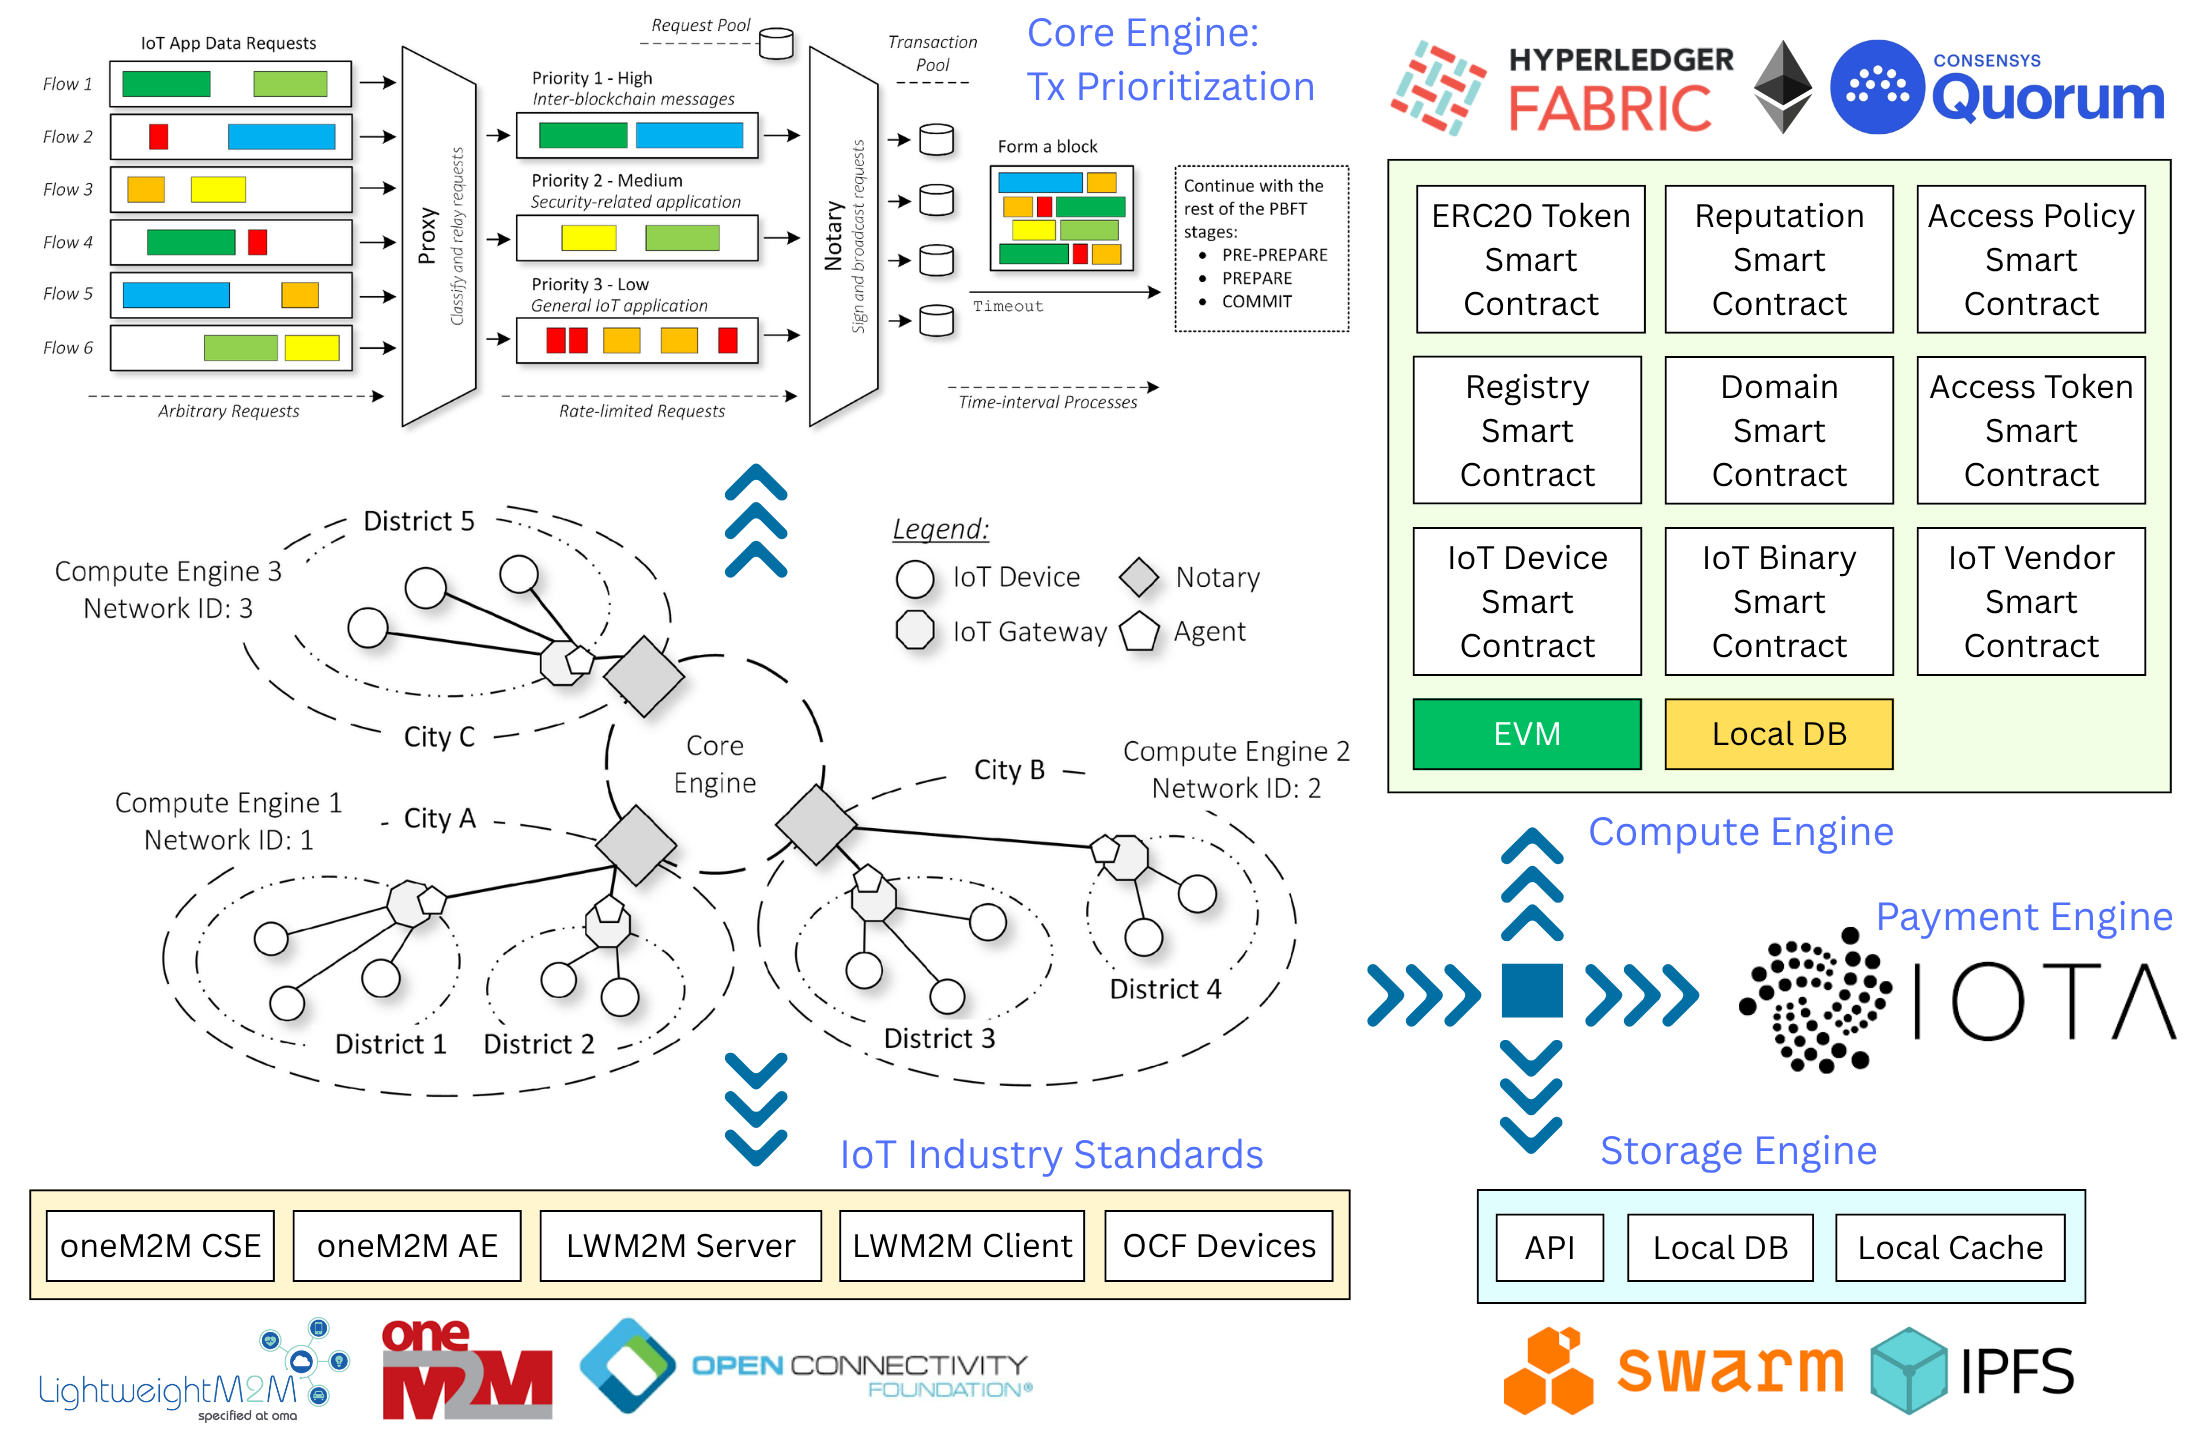 IoT App Data Requests
Flow 1
Flow 2
Flow 3
Flow 4
Flow 5
Flow 6
Arbitrary Requests
Proxy
Classify and relay requests
Request Pool
Priority 1 - High
Inter-blockchain messages
Priority 2 - Medium
Security-related application
Priority 3 - Low
General IoT application
Rate-limited Requests
Notary
Sign and broadcast requests
Transaction
Pool
Core Engine:
Tx Prioritization
Form a block
Timeout
Continue with the
rest of the PBFT
stages:
• PRE-PREPARE
• PREPARE
• COMMIT
Time-interval Processes
HYPERLEDGER
FABRIC
CONSENSYS
Quorum
ERC20 Token
Smart
Contract
Reputation
Smart
Contract
Access Policy
Smart
Contract
Registry
Smart
Contract
Domain
Smart
Contract
Access Token
Smart
Contract
IoT Device
Smart
Contract
IoT Binary
Smart
Contract
IoT Vendor
Smart
Contract
EVM
Local DB
Compute Engine
Legend:
IoT Device
Notary
IoT Gateway
Agent
District 5
Compute Engine 3
Network ID: 3
City C
Core
Engine
Compute Engine 1
Network ID: 1
City A
District 1
District 2
City B
Compute Engine 2
Network ID: 2
District 3
District 4
Payment Engine
IOTA
IoT Industry Standards
oneM2M CSE
oneM2M AE
LWM2M Server
LWM2M Client
OCF Devices
LightweightM2M
specified at oma
one
M2M
OPEN CONNECTIVITY
FOUNDATION®
Storage Engine
API
Local DB
Local Cache
swarm
IPFS